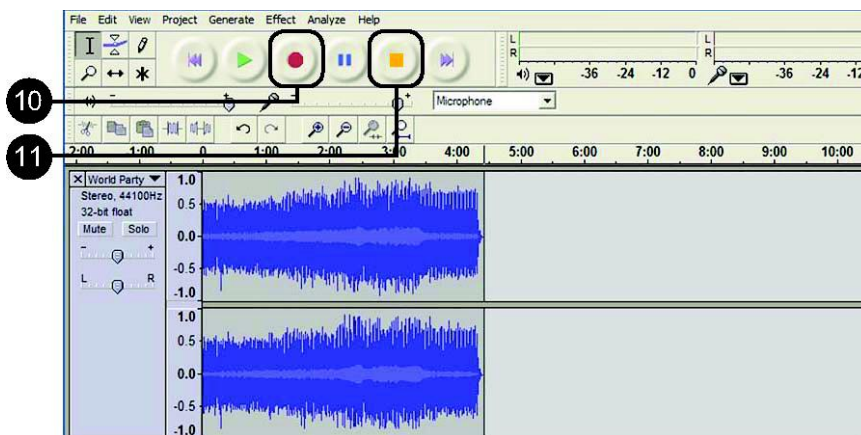 File Edit View Project Generate Effect Analyze Help
L
R
-36 -24 -12 0
L
R
-36 -24 -12
10
- +
- +
Microphone
11
2:00 1:00 0 1:00 2:00 3:00 4:00 5:00 6:00 7:00 8:00 9:00 10:00
X World Party
Stereo, 44100Hz
32-bit float
Mute Solo
- +
L R
1.0
0.5
0.0
-0.5
-1.0
1.0
0.5
0.0
-0.5
-1.0